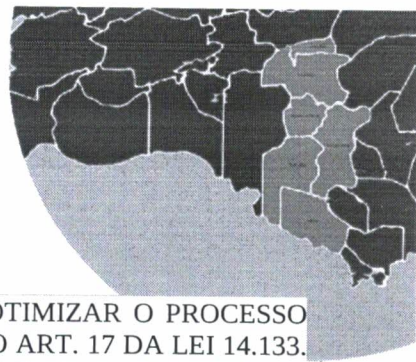 OTIMIZAR O PROCESSO
O ART. 17 DA LEI 14.133.